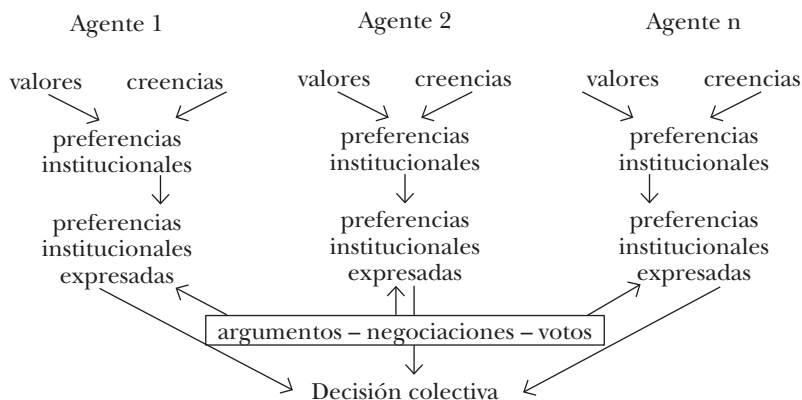 Agente 1 Agente 2 Agente n
valores creencias valores creencias valores creencias
preferencias preferencias preferencias
institucionales institucionales institucionales
preferencias preferencias preferencias
institucionales institucionales institucionales
expresadas expresadas expresadas
argumentos – negociaciones – votos
Decisión colectiva